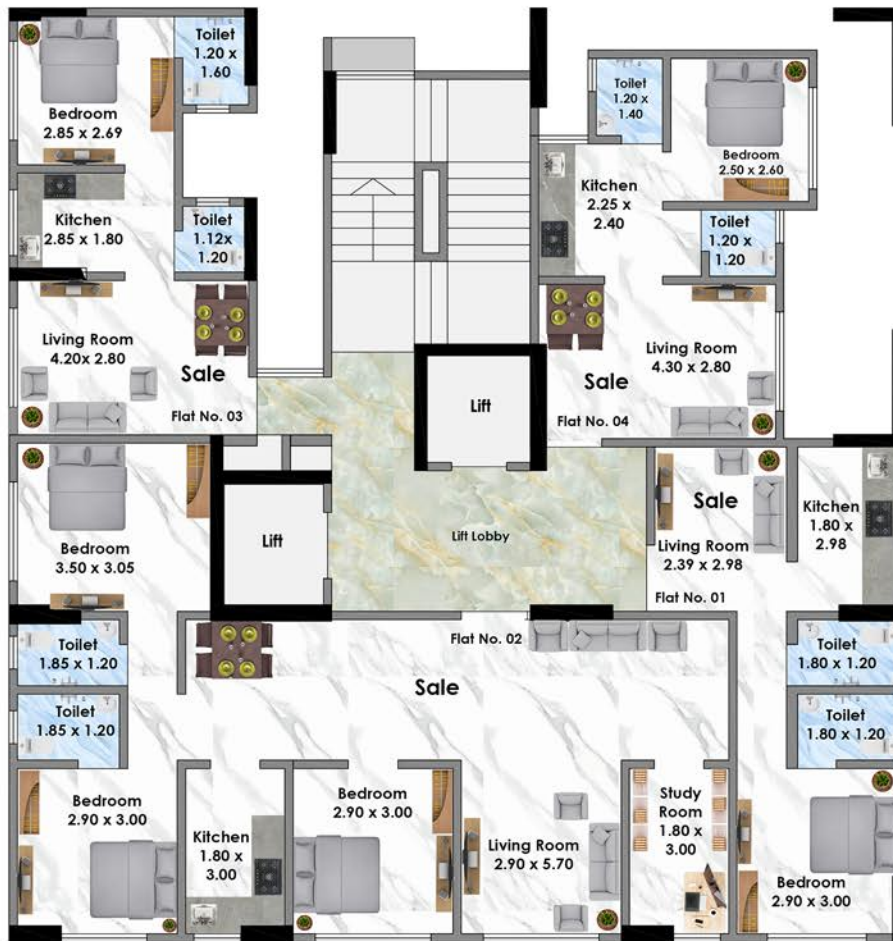 Toilet
1.20 x
1.60
Bedroom
2.85 x 2.69
Kitchen
2.85 x 1.80
Toilet
1.12x
1.20
Living Room
4.20x 2.80
Sale
Flat No. 03
Toilet
1.20 x
1.40
Bedroom
2.50 x 2.60
Kitchen
2.25 x
2.40
Toilet
1.20 x
1.20
Living Room
4.30 x 2.80
Sale
Flat No. 04
Lift
Lift
Lift Lobby
Sale
Living Room
2.39 x 2.98
Flat No. 01
Kitchen
1.80 x
2.98
Bedroom
3.50 x 3.05
Toilet
1.85 x 1.20
Toilet
1.85 x 1.20
Flat No. 02
Sale
Toilet
1.80 x 1.20
Toilet
1.80 x 1.20
Bedroom
2.90 x 3.00
Kitchen
1.80 x
3.00
Bedroom
2.90 x 3.00
Living Room
2.90 x 5.70
Study
Room
1.80 x
3.00
Bedroom
2.90 x 3.00